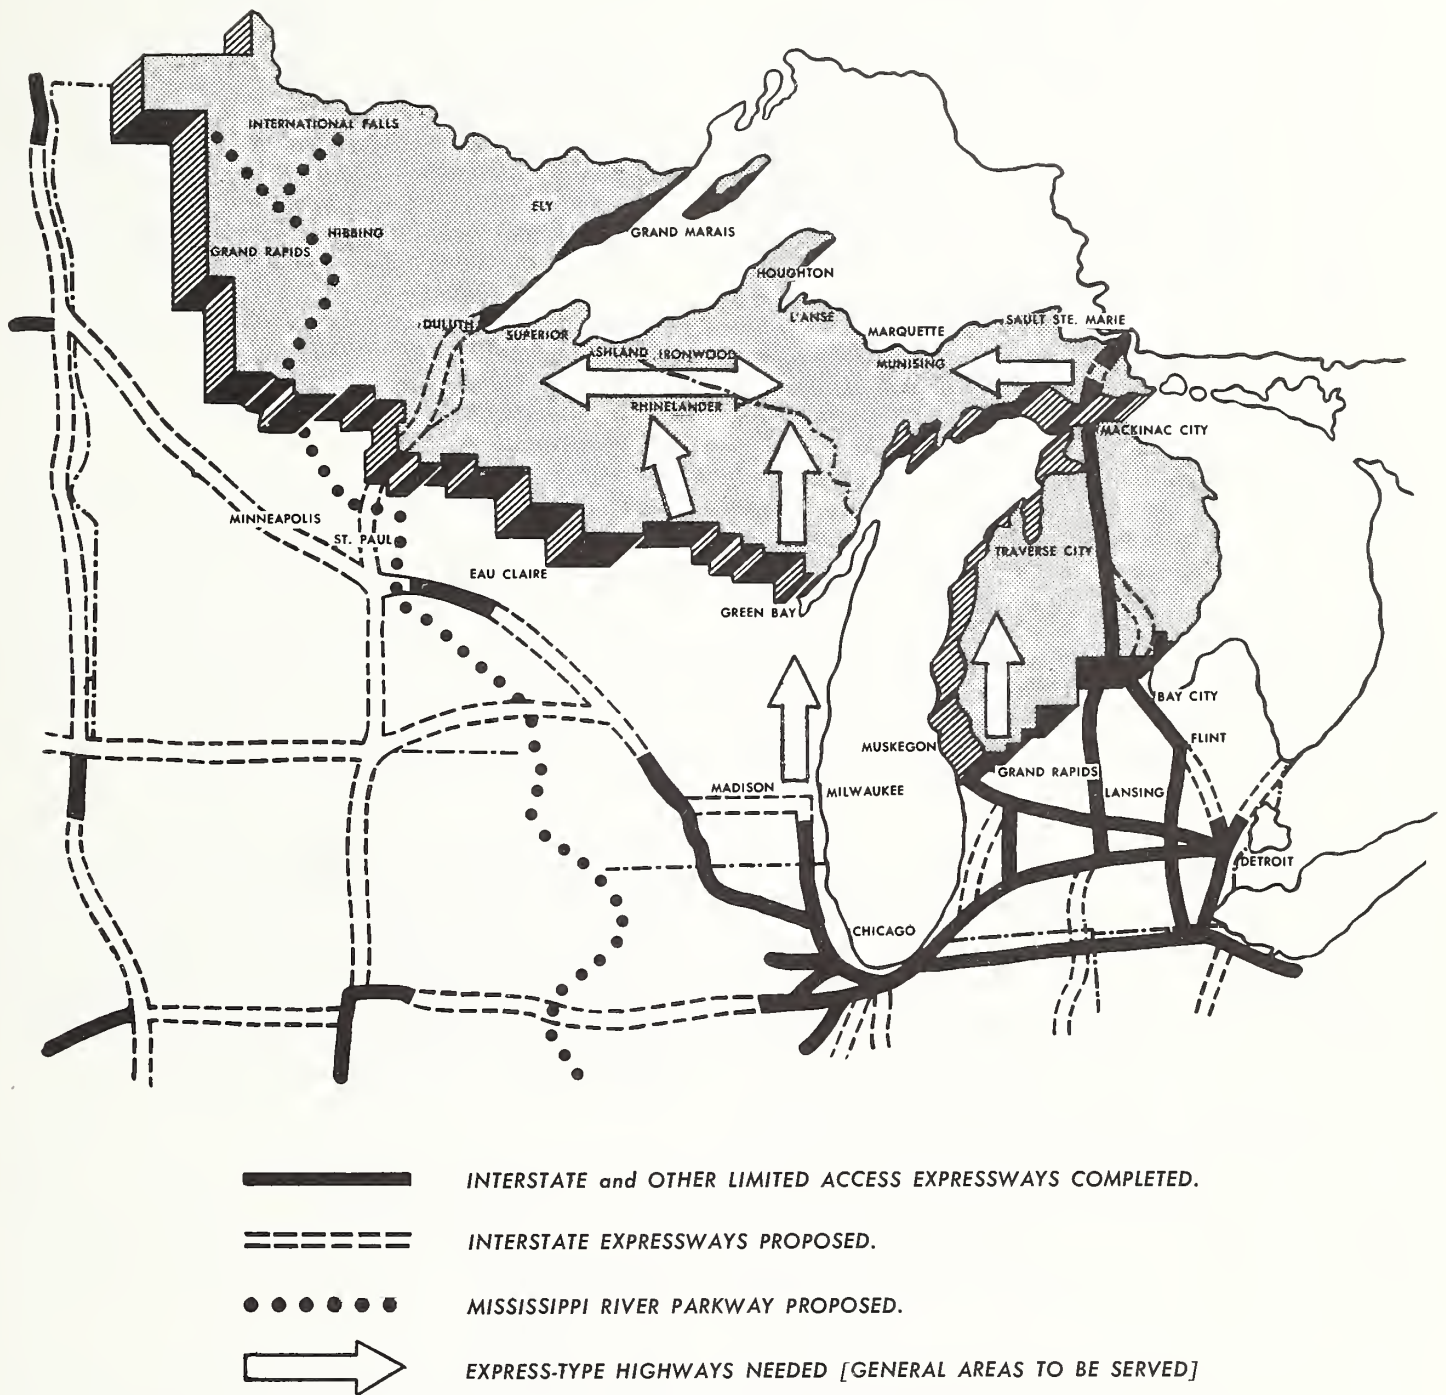 INTERNATIONAL FALLS
ELY
HIBBING
GRAND RAPIDS
GRAND MARAIS
HOUGHTON
L'ANSE
DULUTH
SUPERIOR
MARQUETTE
SAULT STE. MARIE
ASHLAND IRONWOOD
MUNISING
RHINELANDER
MACKINAC CITY
MINNEAPOLIS
ST. PAUL
TRAVERSE CITY
EAU CLAIRE
GREEN BAY
BAY CITY
MUSKEGON
FLINT
GRAND RAPIDS
MADISON
MILWAUKEE
LANSING
DETROIT
CHICAGO
INTERSTATE and OTHER LIMITED ACCESS EXPRESSWAYS COMPLETED.
INTERSTATE EXPRESSWAYS PROPOSED.
MISSISSIPPI RIVER PARKWAY PROPOSED.
EXPRESS-TYPE HIGHWAYS NEEDED [GENERAL AREAS TO BE SERVED]